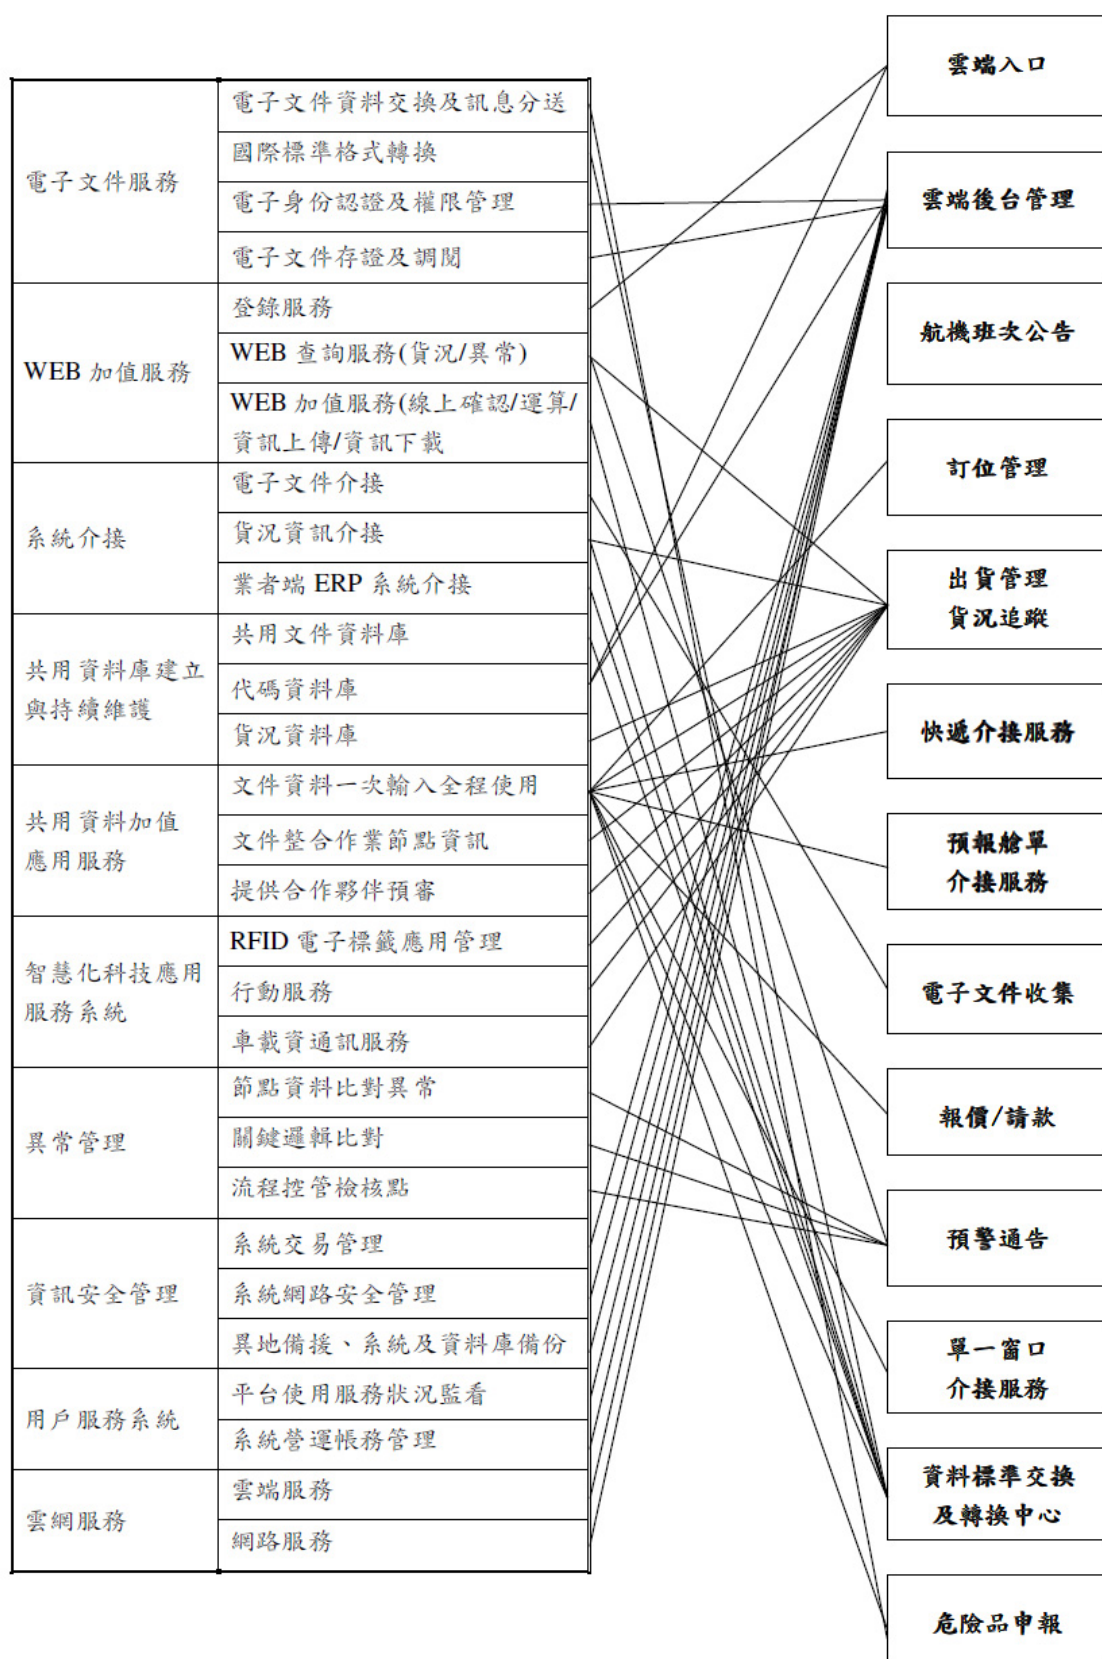 電子文件服務
電子文件資料交換及訊息分送
國際標準格式轉換
電子身份認證及權限管理
電子文件存證及調閱
WEB 加值服務
登錄服務
WEB 查詢服務(貨況/異常)
WEB 加值服務(線上確認/運算/
資訊上傳/資訊下載
系統介接
電子文件介接
貨況資訊介接
業者端 ERP 系統介接
共用資料庫建立
與持續維護
共用文件資料庫
代碼資料庫
貨況資料庫
共用資料加值
應用服務
文件資料一次輸入全程使用
文件整合作業節點資訊
提供合作夥伴預審
智慧化科技應用
服務系統
RFID 電子標籤應用管理
行動服務
車載資通訊服務
異常管理
節點資料比對異常
關鍵邏輯比對
流程控管檢核點
資訊安全管理
系統交易管理
系統網路安全管理
異地備援、系統及資料庫備份
用戶服務系統
平台使用服務狀況監看
系統營運帳務管理
雲網服務
雲端服務
網路服務
雲端入口
雲端後台管理
航機班次公告
訂位管理
出貨管理
貨況追蹤
快遞介接服務
預報艙單
介接服務
電子文件收集
報價/請款
預警通告
單一窗口
介接服務
資料標準交換
及轉換中心
危險品申報